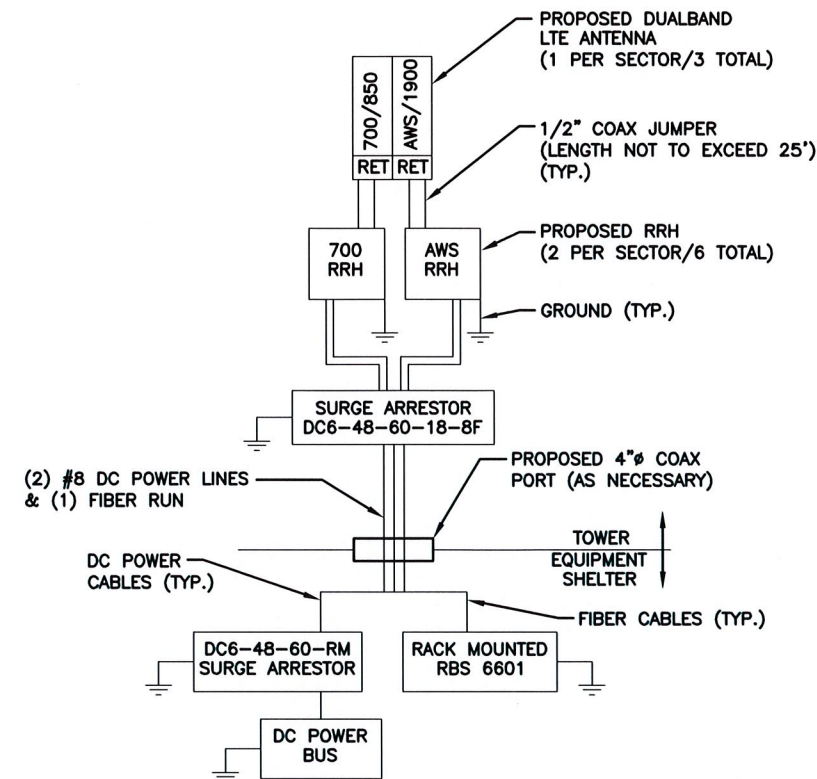 PROPOSED DUALBAND
LTE ANTENNA
(1 PER SECTOR/3 TOTAL)
700/850
AWS/1900
RET
RET
1/2" COAX JUMPER
(LENGTH NOT TO EXCEED 25')
(TYP.)
700
RRH
AWS
RRH
PROPOSED RRH
(2 PER SECTOR/6 TOTAL)
GROUND (TYP.)
SURGE ARRESTOR
DC6-48-60-18-8F
(2) #8 DC POWER LINES
& (1) FIBER RUN
PROPOSED 4"ø COAX
PORT (AS NECESSARY)
TOWER
EQUIPMENT
SHELTER
DC POWER
CABLES (TYP.)
FIBER CABLES (TYP.)
DC6-48-60-RM
SURGE ARRESTOR
RACK MOUNTED
RBS 6601
DC POWER
BUS